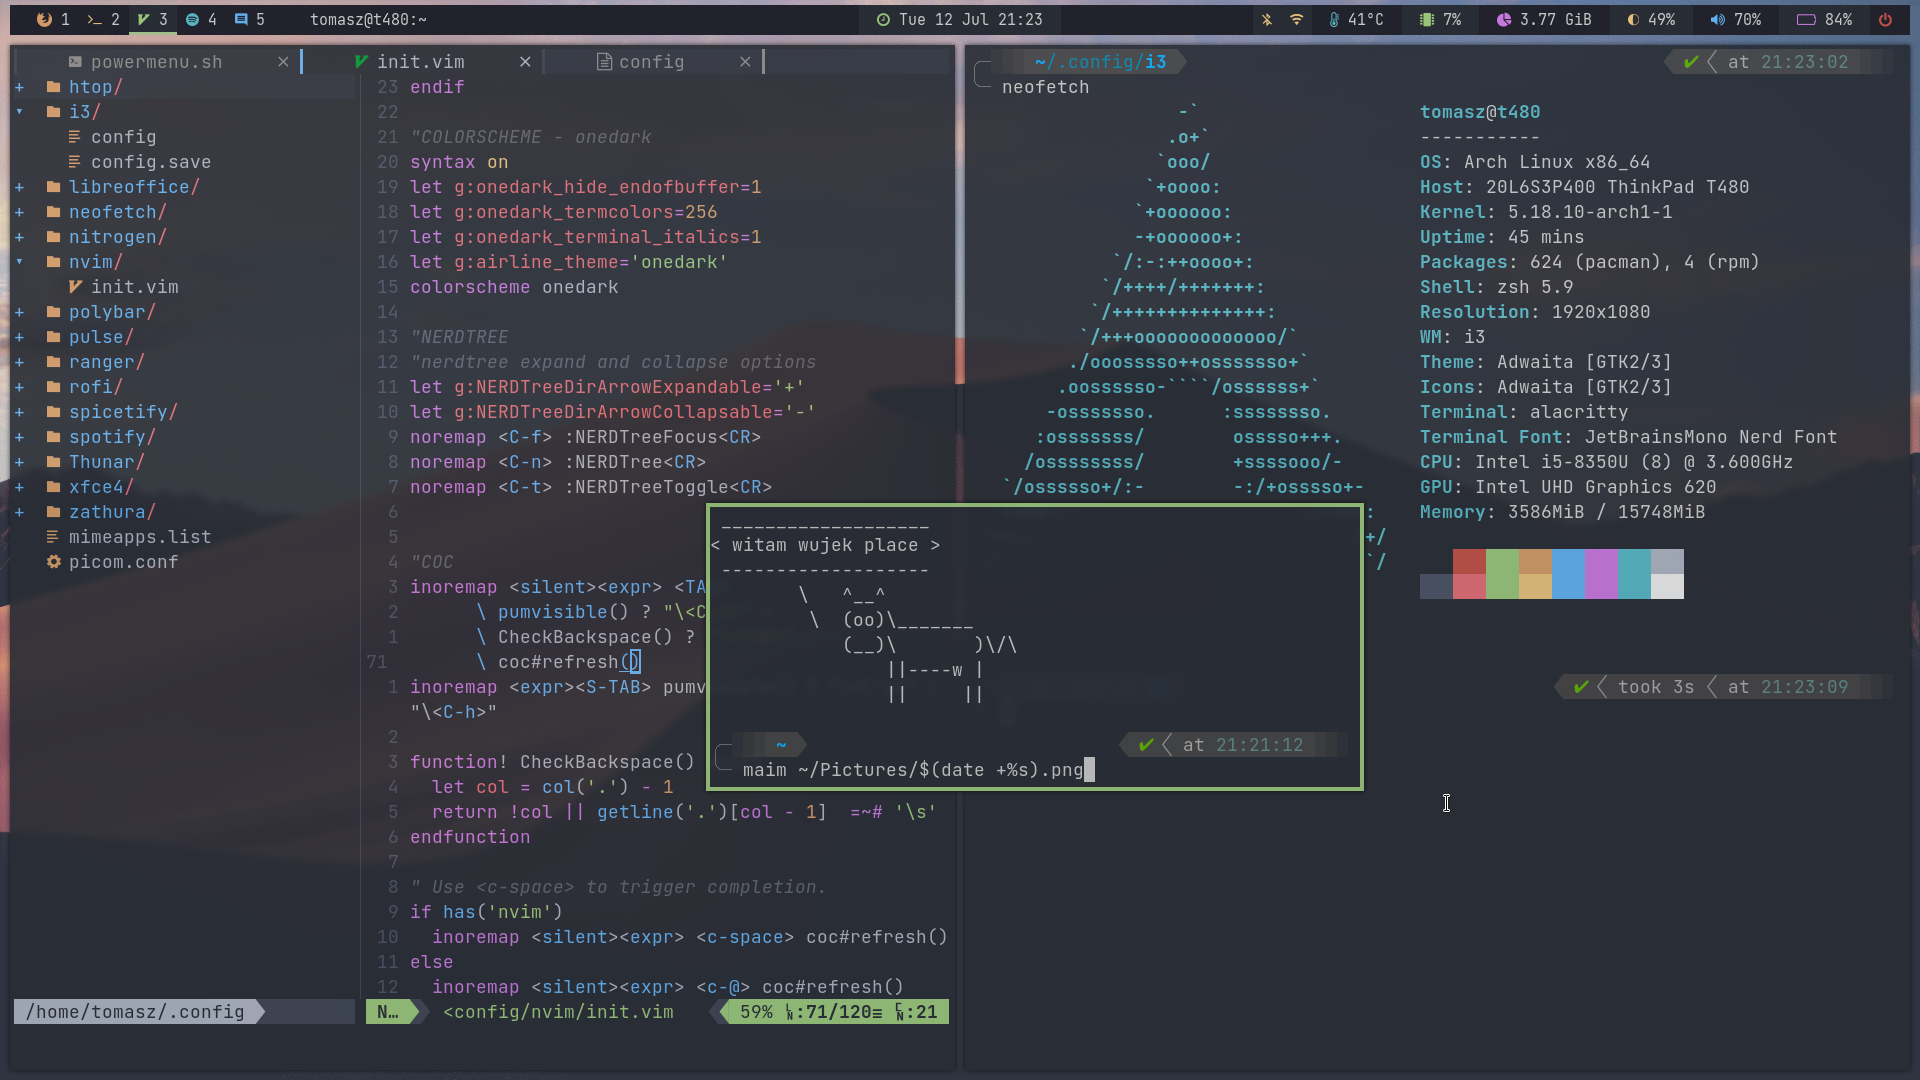 1 2 3 4 5 tomasz@t480:~ Tue 12 Jul 21:23 41°C 7% 3.77 GiB 49% 70% 84%
powermenu.sh × init.vim × config ×
+ htop/
▾ i3/
config
config.save
+ libreoffice/
+ neofetch/
+ nitrogen/
▾ nvim/
init.vim
+ polybar/
+ pulse/
+ ranger/
+ rofi/
+ spicetify/
+ spotify/
+ Thunar/
+ xfce4/
+ zathura/
mimeapps.list
picom.conf
/home/tomasz/.config
23 endif
22
21 "COLORSCHEME - onedark
20 syntax on
19 let g:onedark_hide_endofbuffer=1
18 let g:onedark_termcolors=256
17 let g:onedark_terminal_italics=1
16 let g:airline_theme='onedark'
15 colorscheme onedark
14
13 "NERDTREE
12 "nerdtree expand and collapse options
11 let g:NERDTreeDirArrowExpandable='+'
10 let g:NERDTreeDirArrowCollapsable='-'
9 noremap <C-f> :NERDTreeFocus<CR>
8 noremap <C-n> :NERDTree<CR>
7 noremap <C-t> :NERDTreeToggle<CR>
6
5
4 "COC
3 inoremap <silent><expr> <TA
2 \ pumvisible() ? "\<C
1 \ CheckBackspace() ?
71 \ coc#refresh()
1 inoremap <expr><S-TAB> pumv
"\<C-h>"
2
3 function! CheckBackspace()
4 let col = col('.') - 1
5 return !col || getline('.')[col - 1]  =~# '\s'
6 endfunction
7
8 " Use <c-space> to trigger completion.
9 if has('nvim')
10 inoremap <silent><expr> <c-space> coc#refresh()
11 else
12 inoremap <silent><expr> <c-@> coc#refresh()
N… <config/nvim/init.vim 59% ㏑:71/120≡ ㏇:21
~/.config/i3 ✔ at 21:23:02
neofetch
-`
.o+`
`ooo/
`+oooo:
`+oooooo:
-+oooooo+:
`/:-:++oooo+:
`/++++/+++++++:
`/++++++++++++++:
`/+++ooooooooooooo/`
./ooosssso++osssssso+`
.oossssso-````/ossssss+`
-osssssso.      :ssssssso.
:osssssss/        osssso+++.
/ossssssss/        +ssssooo/-
`/ossssso+/:-        -:/+osssso+-
:
+/
`/
tomasz@t480
-----------
OS: Arch Linux x86_64
Host: 20L6S3P400 ThinkPad T480
Kernel: 5.18.10-arch1-1
Uptime: 45 mins
Packages: 624 (pacman), 4 (rpm)
Shell: zsh 5.9
Resolution: 1920x1080
WM: i3
Theme: Adwaita [GTK2/3]
Icons: Adwaita [GTK2/3]
Terminal: alacritty
Terminal Font: JetBrainsMono Nerd Font
CPU: Intel i5-8350U (8) @ 3.600GHz
GPU: Intel UHD Graphics 620
Memory: 3586MiB / 15748MiB
✔ took 3s at 21:23:09
___________________
< witam wujek place >
-------------------
\   ^__^
\  (oo)\_______
(__)\       )\/\
||----w |
||     ||
~ ✔ at 21:21:12
maim ~/Pictures/$(date +%s).png